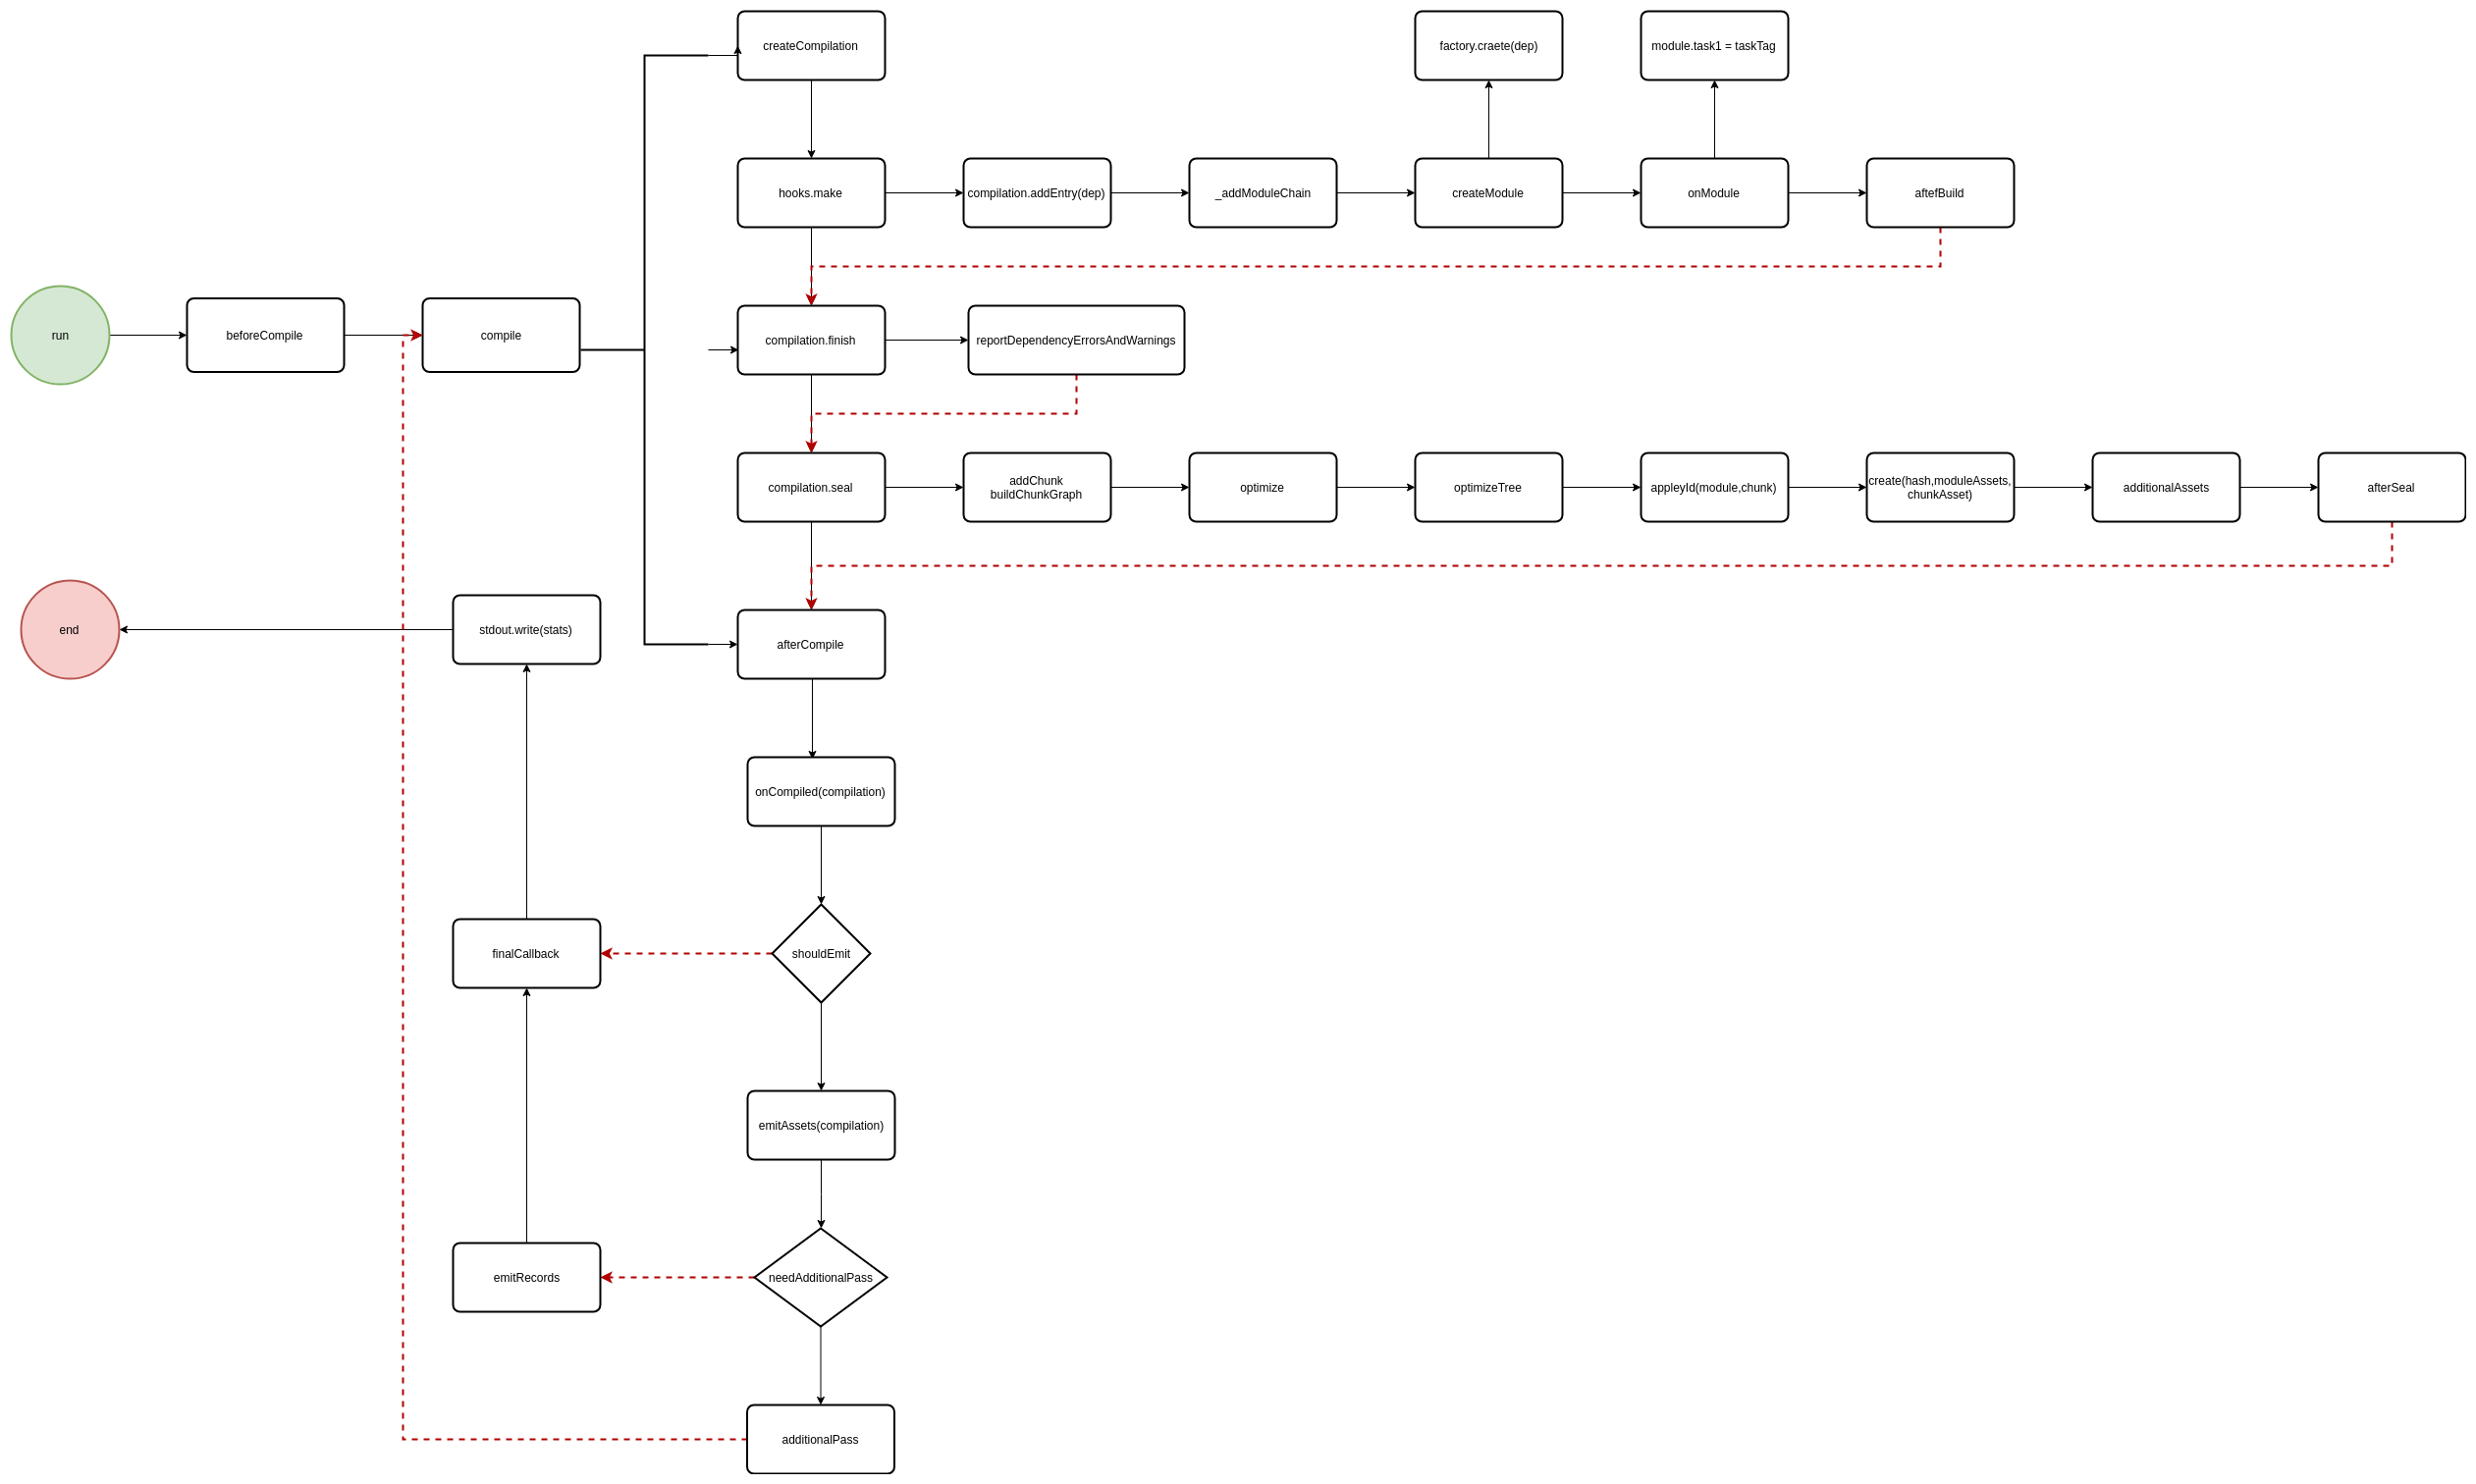 createCompilation
factory.craete(dep)
module.task1 = taskTag
hooks.make
compilation.addEntry(dep)
_addModuleChain
createModule
onModule
aftefBuild
run
beforeCompile
compile
compilation.finish
reportDependencyErrorsAndWarnings
compilation.seal
addChunk
buildChunkGraph
optimize
optimizeTree
appleyId(module,chunk)
create(hash,moduleAssets,
chunkAsset)
additionalAssets
afterSeal
end
stdout.write(stats)
afterCompile
onCompiled(compilation)
finalCallback
shouldEmit
emitAssets(compilation)
emitRecords
needAdditionalPass
additionalPass